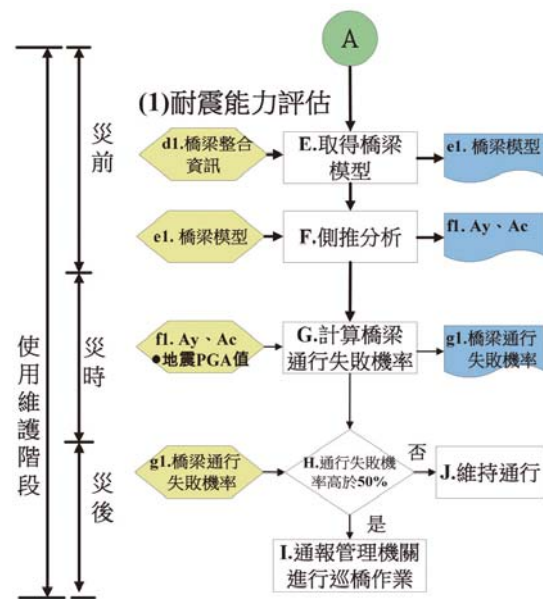 A
(1)耐震能力評估
d1.橋梁整合
資訊
E.取得橋梁
模型
e1. 橋梁模型
e1. 橋梁模型
F.側推分析
f1. Ay、Ac
f1. Ay、Ac
●地震PGA值
G.計算橋梁
通行失敗機率
g1.橋梁通行
失敗機率
g1.橋梁通行
失敗機率
H.通行失敗機
率高於50%
否
J.維持通行
是
I.通報管理機關
進行巡橋作業
使用維護階段
災前
災時
災後